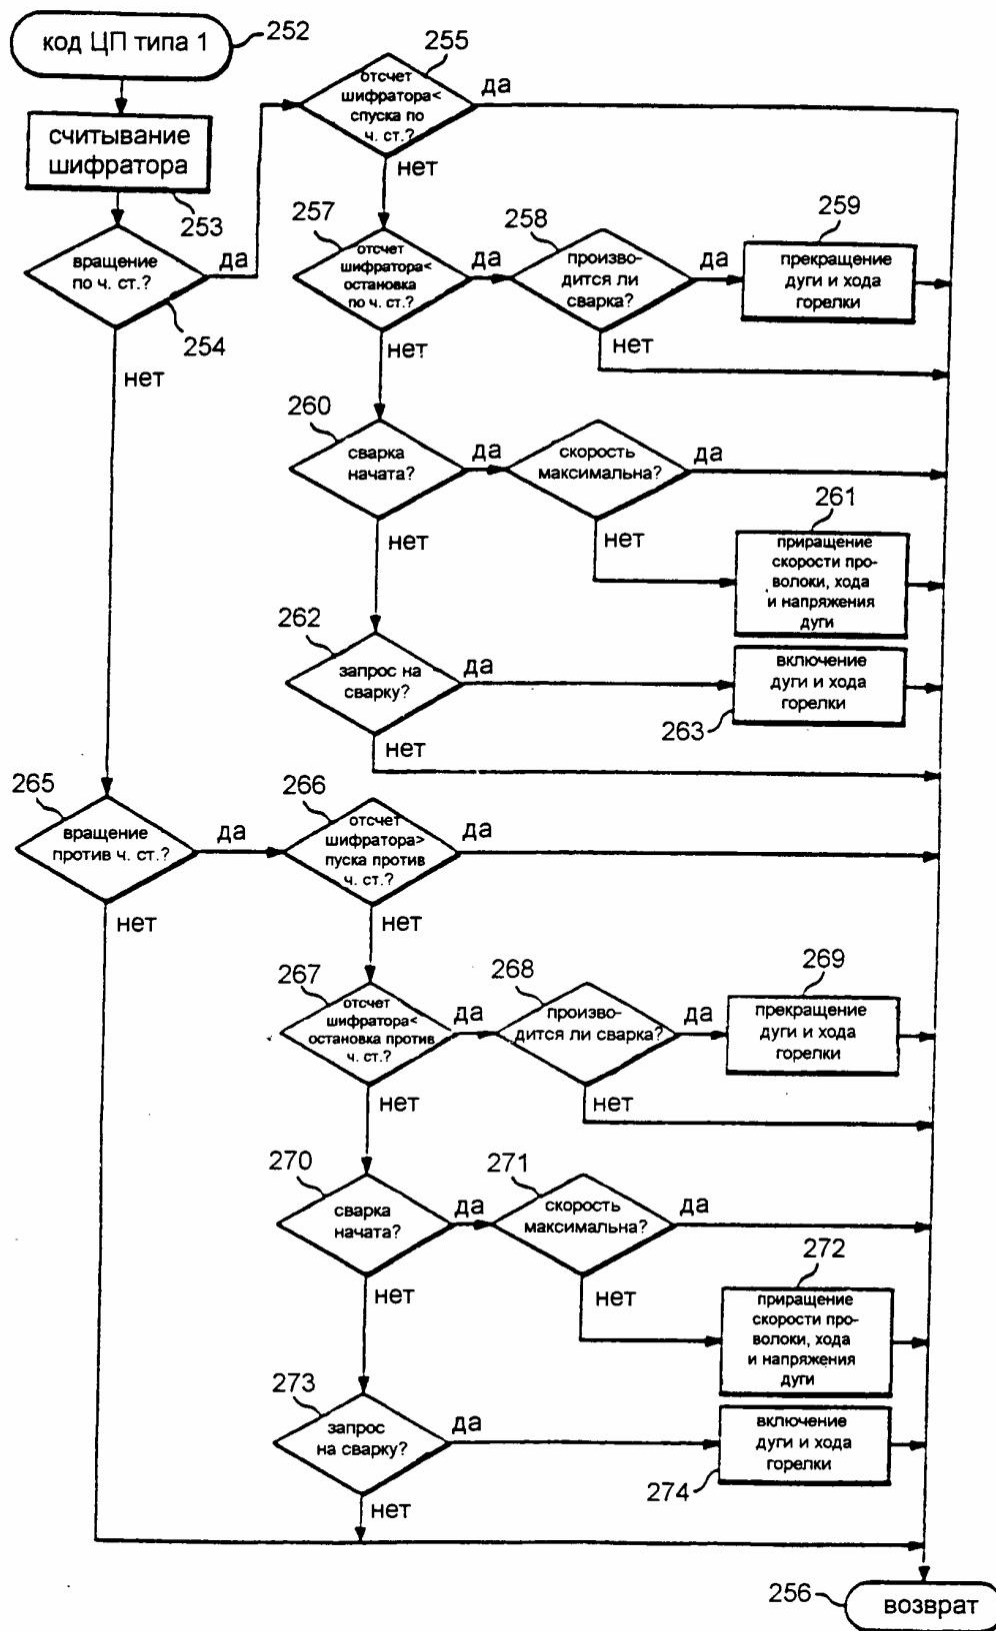 код ЦП типа 1
252
считывание
шифратора
253
вращение
по ч. ст.?
да
254
нет
255
отсчет
шифратора<
спуска по
ч. ст.?
да
нет
257
отсчет
шифратора<
остановка
по ч. ст.?
да
нет
258
произво-
дится ли
сварка?
да
нет
259
прекращение
дуги и хода
горелки
260
сварка
начата?
да
нет
скорость
максимальна?
да
нет
261
приращение
скорости про-
волоки, хода
и напряжения
дуги
262
запрос на
сварку?
да
нет
включение
дуги и хода
горелки
263
265
вращение
против ч. ст.?
да
нет
266
отсчет
шифратора>
пуска против
ч. ст.?
да
нет
267
отсчет
шифратора<
остановка против
ч. ст.?
да
нет
268
произво-
дится ли сварка?
да
нет
269
прекращение
дуги и хода
горелки
270
сварка
начата?
да
нет
271
скорость
максимальна?
да
нет
272
приращение
скорости про-
волоки, хода
и напряжения
дуги
273
запрос
на сварку?
да
нет
включение
дуги и хода
горелки
274
256
возврат